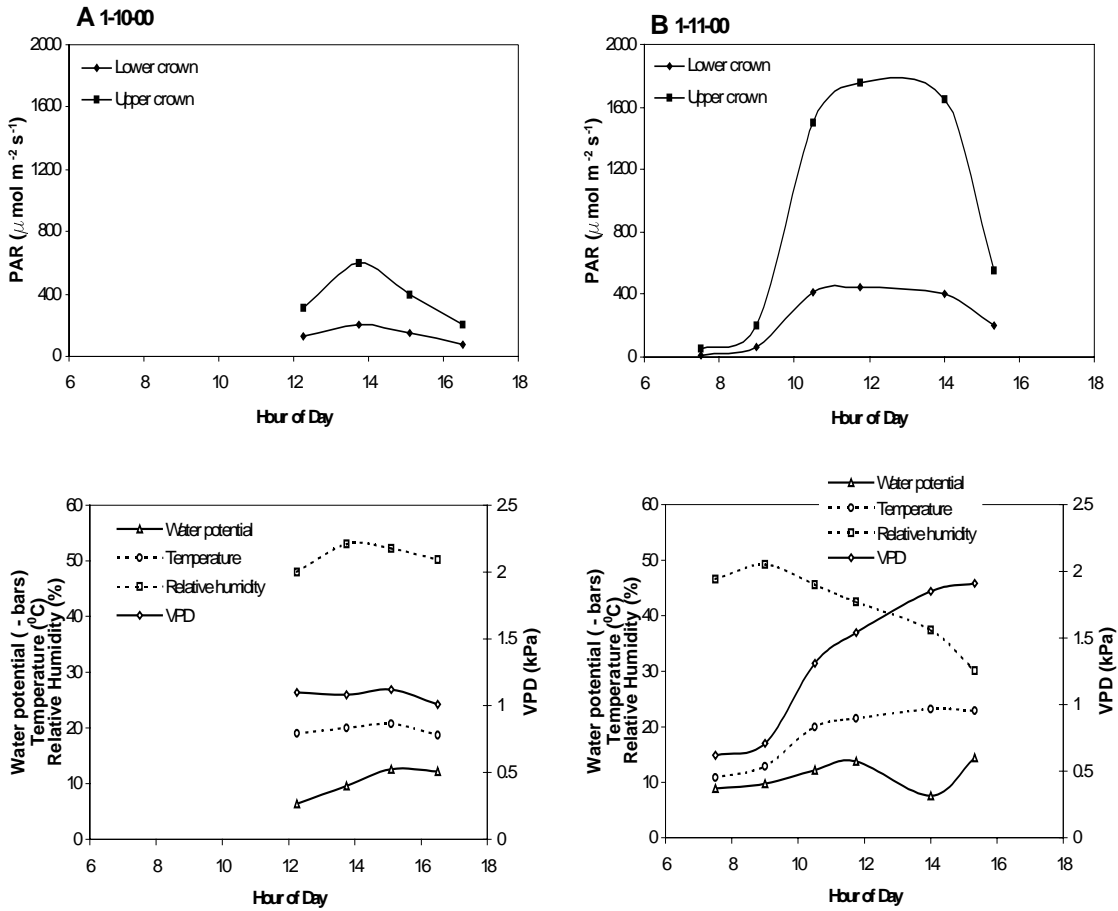 A 1-10-00
2000
1600
1200
800
400
0
PAR (μ mol m⁻² s⁻¹)
Lower crown
Upper crown
6 8 10 12 14 16 18
Hour of Day
B 1-11-00
2000
1600
1200
800
400
0
PAR (μ mol m⁻² s⁻¹)
Lower crown
Upper crown
6 8 10 12 14 16 18
Hour of Day
60
50
40
30
20
10
0
Water potential ( - bars)
Temperature (⁰C)
Relative Humidity (%)
Water potential
Temperature
Relative humidity
VPD
2.5
2
1.5
1
0.5
0
VPD (kPa)
6 8 10 12 14 16 18
Hour of Day
Water potential
Temperature
Relative humidity
VPD
60
50
40
30
20
10
0
Water potential ( - bars)
Temperature (⁰C)
Relative Humidity (%)
2.5
2
1.5
1
0.5
0
VPD (kPa)
6 8 10 12 14 16 18
Hour of Day